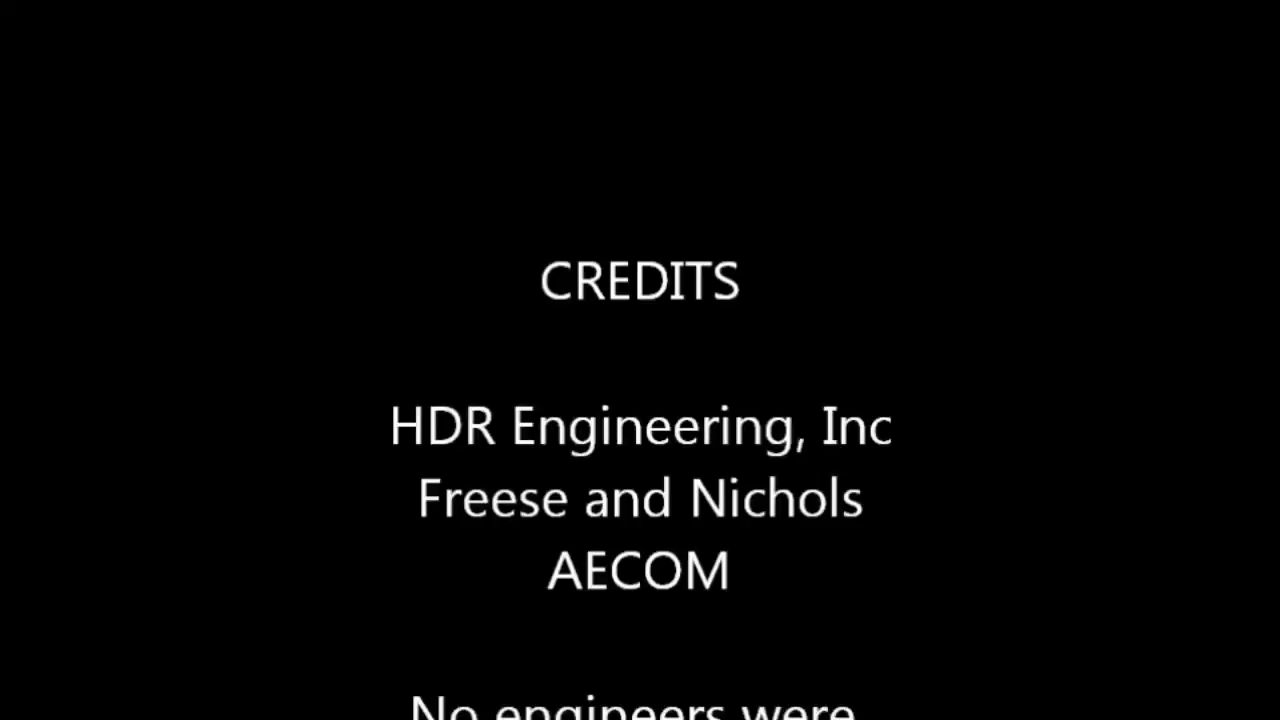 CREDITS
HDR Engineering, Inc
Freese and Nichols
AECOM
No engineers were